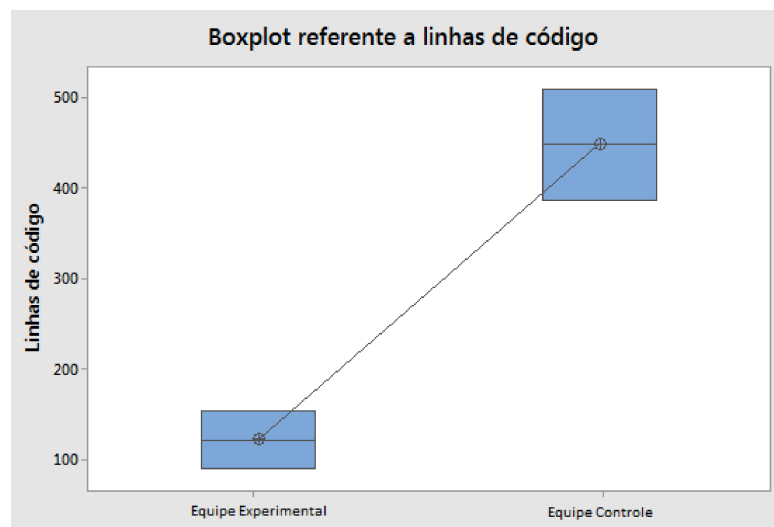 Boxplot referente a linhas de código
Linhas de código
500
400
300
200
100
Equipe Experimental
Equipe Controle